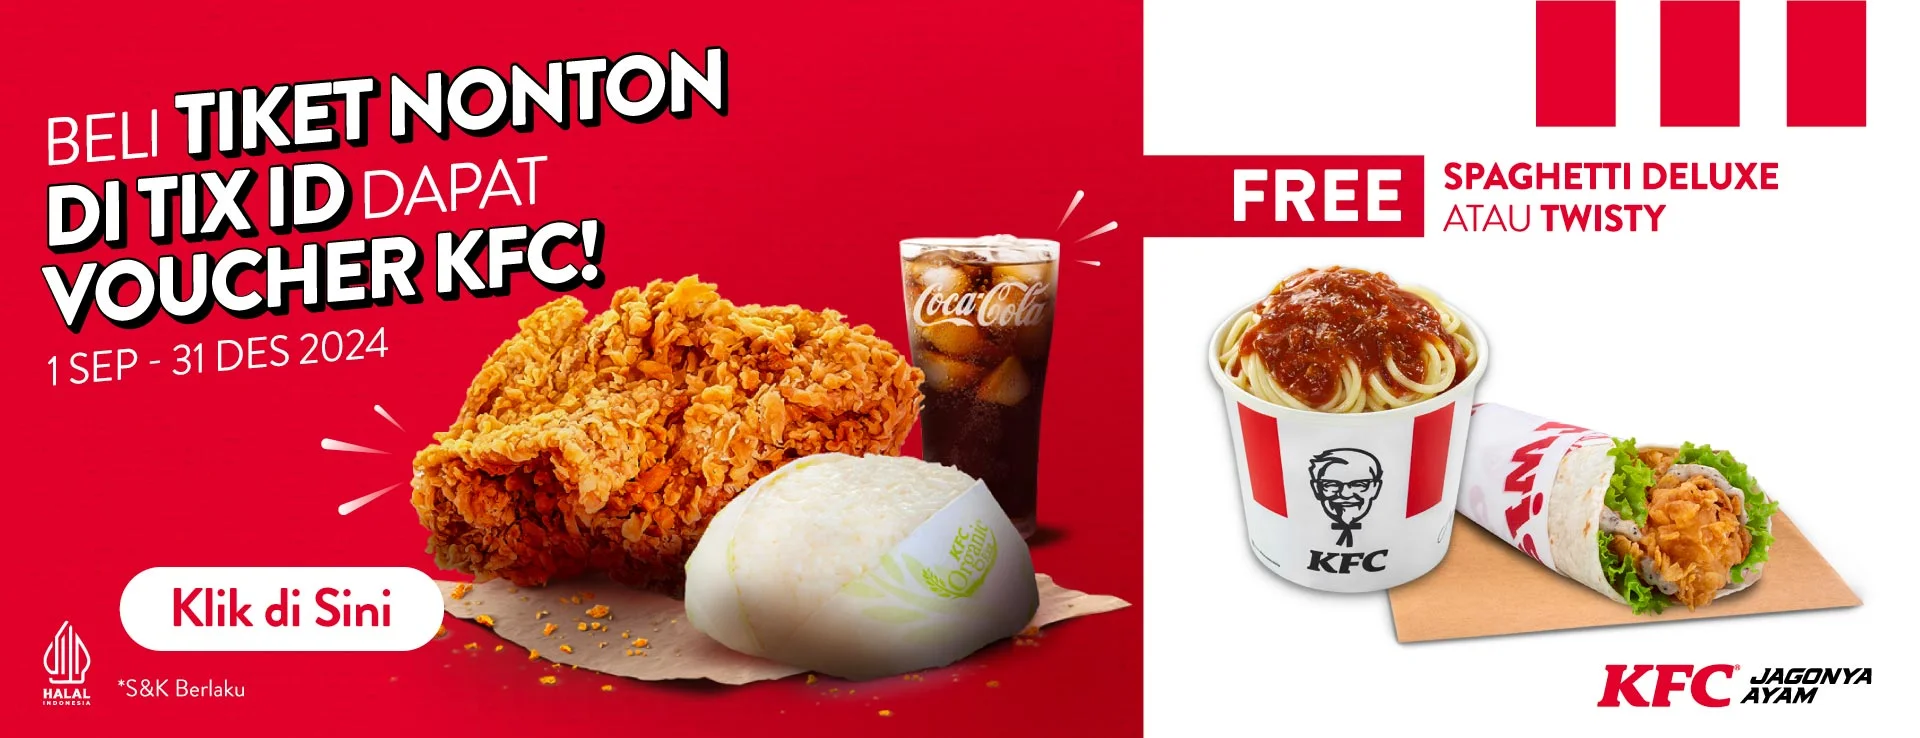 BELI TIKET NONTON
DI TIX ID DAPAT
VOUCHER KFC!
1 SEP - 31 DES 2024
Coca-Cola
KFC
Organic
Klik di Sini
HALAL
INDONESIA
*S&K Berlaku
FREE
SPAGHETTI DELUXE
ATAU TWISTY
KFC
KFC® JAGONYA
AYAM